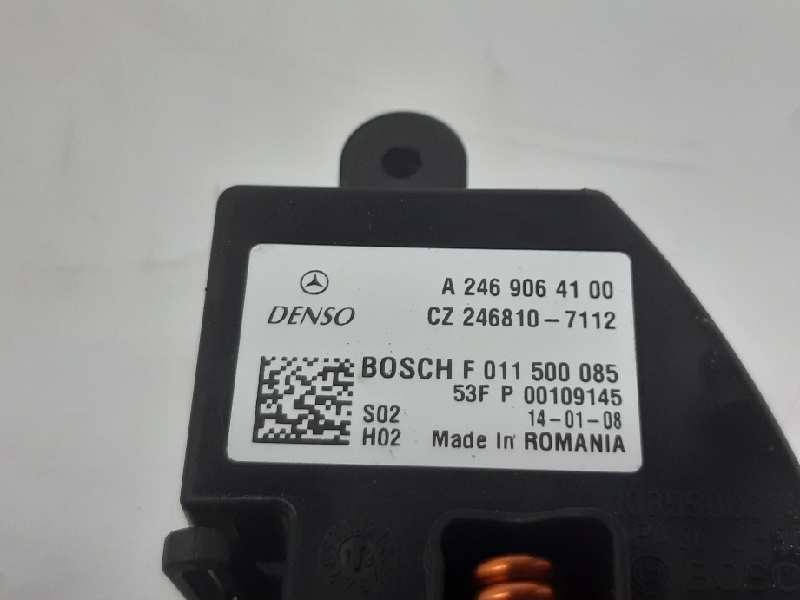 A 246 906 41 00
DENSO CZ 246810-7112
BOSCH F 011 500 085
53F P 00109145
S02 14-01-08
H02 Made in ROMANIA
BOSCH